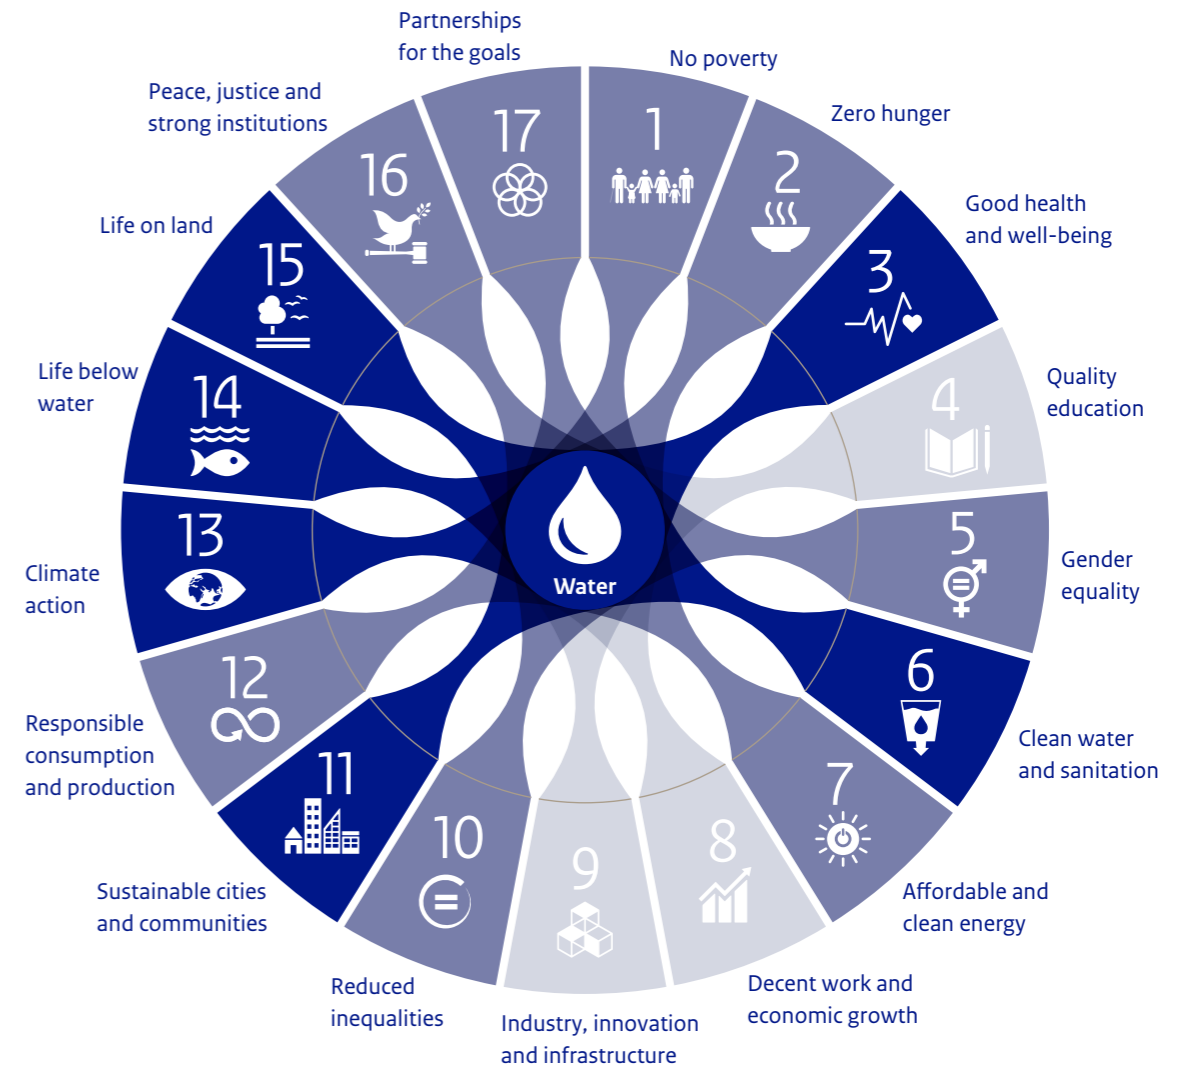 Partnerships
for the goals
17
No poverty
1
Zero hunger
2
Good health
and well-being
3
Quality
education
4
Gender
equality
5
Clean water
and sanitation
6
Affordable and
clean energy
7
Decent work and
economic growth
8
Industry, innovation
and infrastructure
9
Reduced
inequalities
10
Sustainable cities
and communities
11
Responsible
consumption
and production
12
Climate
action
13
Life below
water
14
Life on land
15
Peace, justice and
strong institutions
16
Water